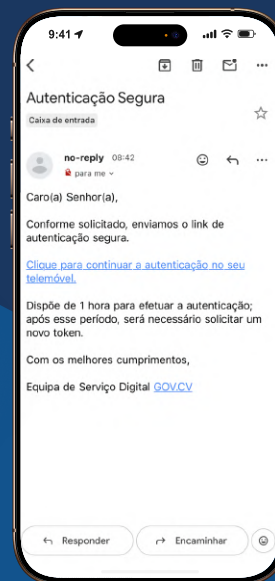 9:41
Autenticação Segura
Caixa de entrada
no-reply 08:42
para me
Caro(a) Senhor(a),
Conforme solicitado, enviamos o link de
autenticação segura.
Clique para continuar a autenticação no seu
telemóvel.
Dispõe de 1 hora para efetuar a autenticação;
após esse período, será necessário solicitar um
novo token.
Com os melhores cumprimentos,
Equipa de Serviço Digital GOV.CV
Responder
Encaminhar